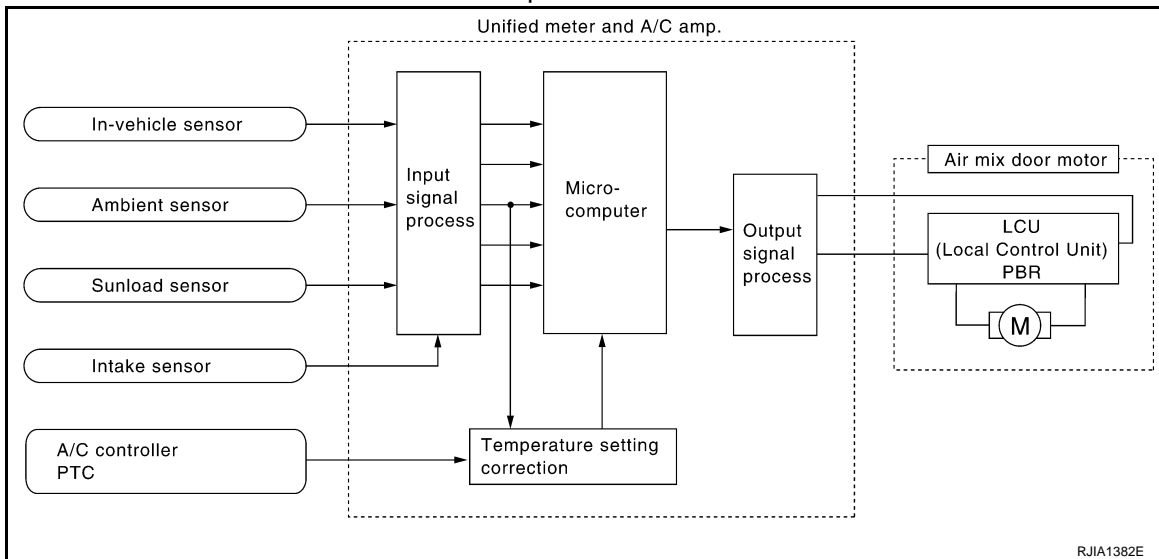 Unified meter and A/C amp.
In-vehicle sensor
Ambient sensor
Sunload sensor
Intake sensor
A/C controller
PTC
Input
signal
process
Micro-
computer
Temperature setting
correction
Output
signal
process
Air mix door motor
LCU
(Local Control Unit)
PBR
M
RJIA1382E